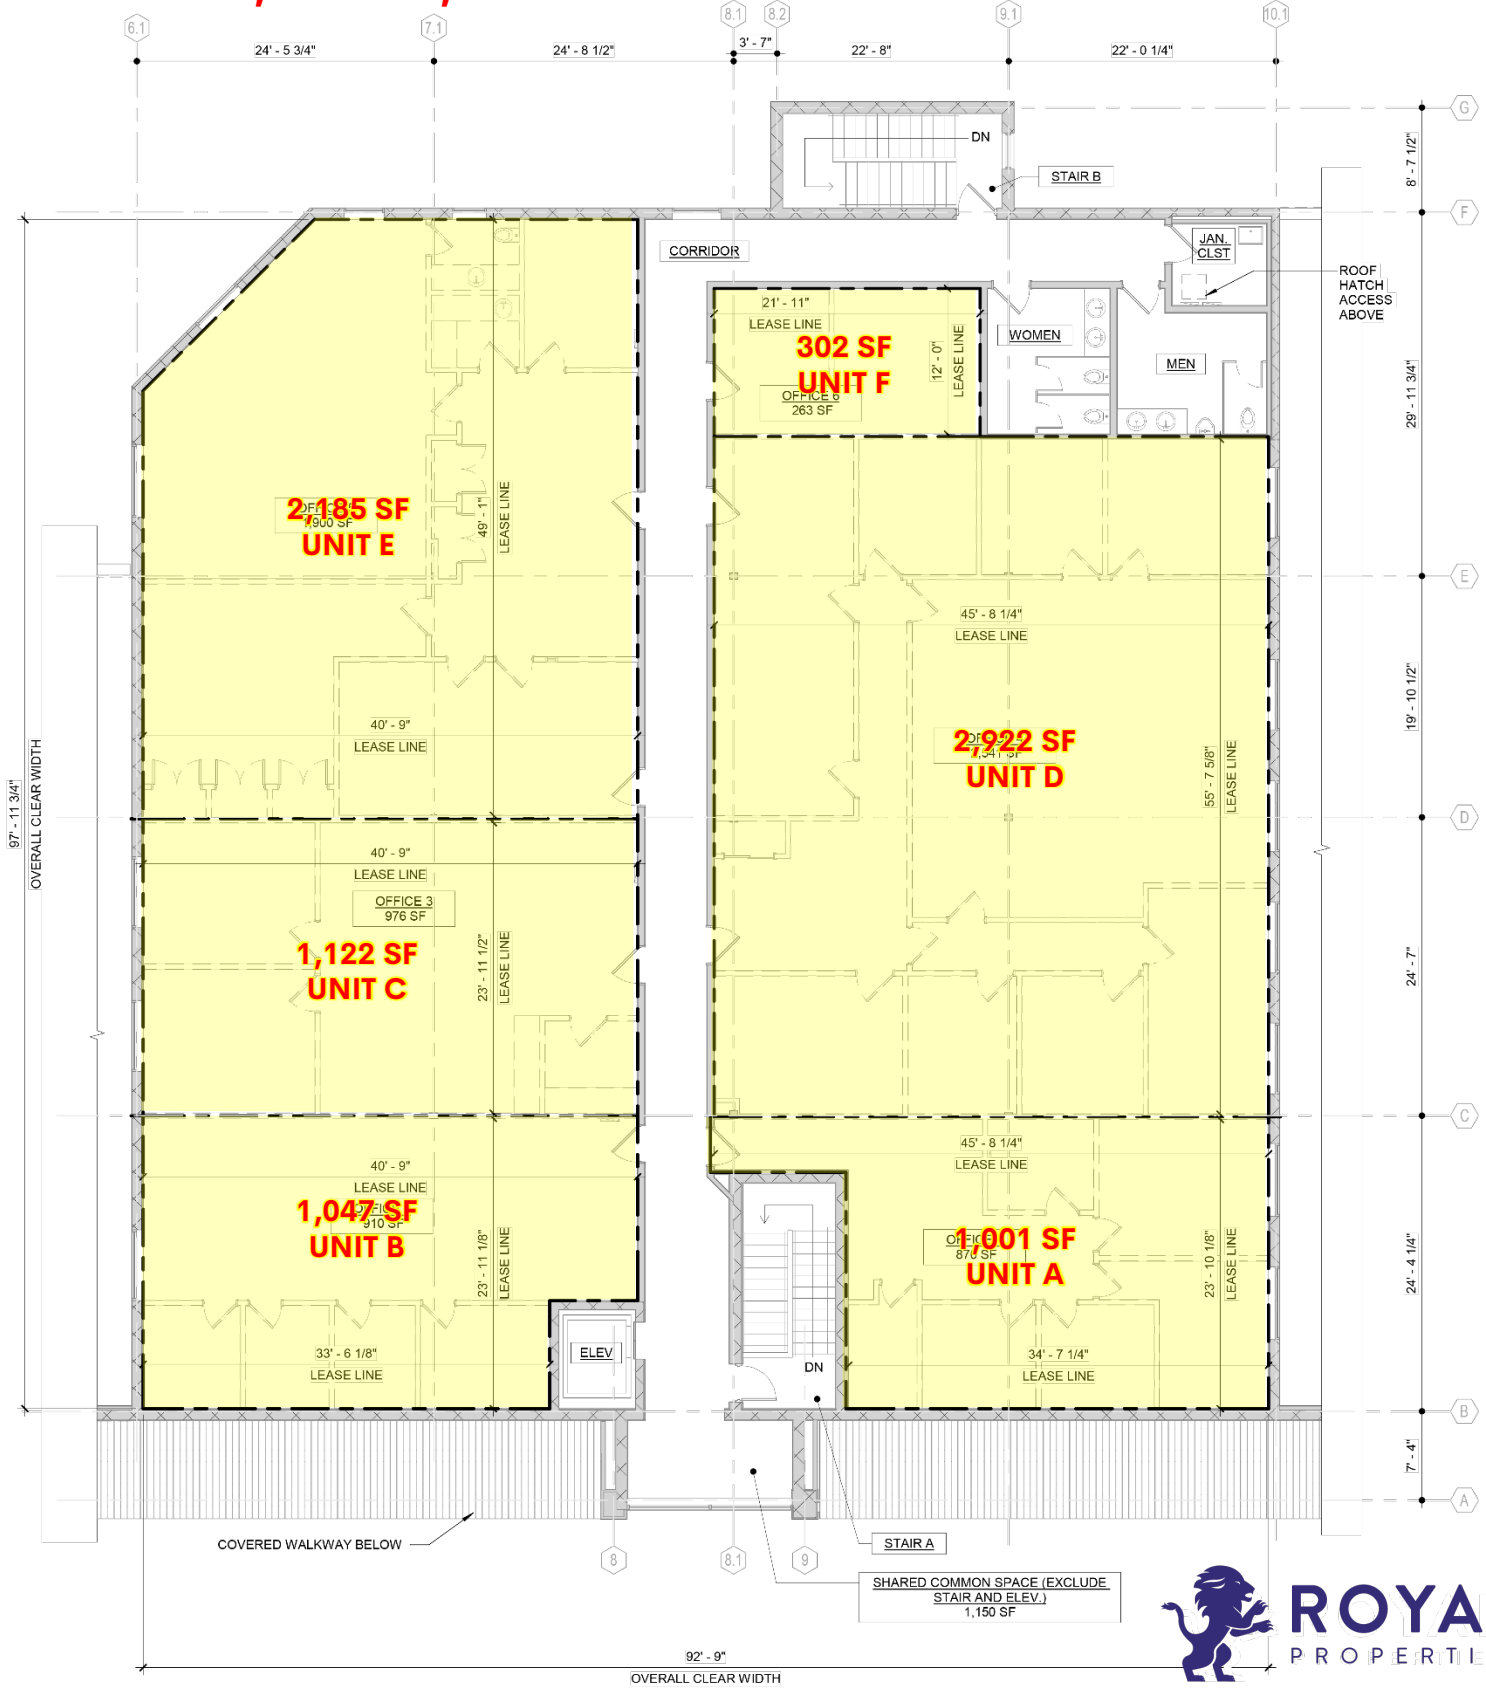 6.1
7.1
8.1
8.2
9.1
10.1
24' - 5 3/4"
24' - 8 1/2"
3' - 7"
22' - 8"
22' - 0 1/4"
G
8' - 7 1/2"
DN
STAIR B
F
CORRIDOR
JAN.
CLST
ROOF
HATCH
ACCESS
ABOVE
21' - 11"
LEASE LINE
302 SF
UNIT F
OFFICE 6
263 SF
12' - 0"
LEASE LINE
WOMEN
MEN
29' - 11 3/4"
2,185 SF
UNIT E
1,900 SF
49' - 1"
LEASE LINE
E
45' - 8 1/4"
LEASE LINE
19' - 10 1/2"
40' - 9"
LEASE LINE
2,922 SF
UNIT D
55' - 7 5/8"
LEASE LINE
97' - 11 3/4"
OVERALL CLEAR WIDTH
D
40' - 9"
LEASE LINE
OFFICE 3
976 SF
1,122 SF
UNIT C
23' - 11 1/2"
LEASE LINE
24' - 7"
C
45' - 8 1/4"
LEASE LINE
40' - 9"
LEASE LINE
1,047 SF
910 SF
UNIT B
23' - 11 1/8"
LEASE LINE
1,001 SF
870 SF
UNIT A
23' - 10 1/8"
LEASE LINE
24' - 4 1/4"
33' - 6 1/8"
LEASE LINE
ELEV
DN
34' - 7 1/4"
LEASE LINE
B
7' - 4"
A
COVERED WALKWAY BELOW
8
8.1
9
STAIR A
SHARED COMMON SPACE (EXCLUDE
STAIR AND ELEV.)
1,150 SF
92' - 9"
OVERALL CLEAR WIDTH
ROYA
PROPERTI